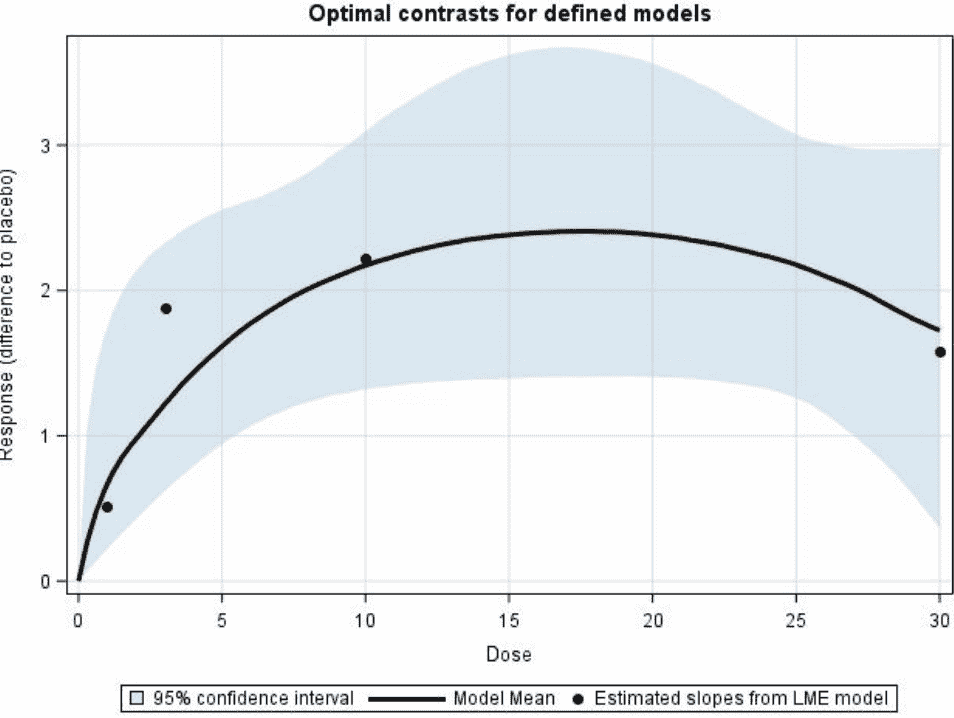 Optimal contrasts for defined models
Response (difference to placebo)
3
2
1
0
0 5 10 15 20 25 30
Dose
95% confidence interval Model Mean Estimated slopes from LME model